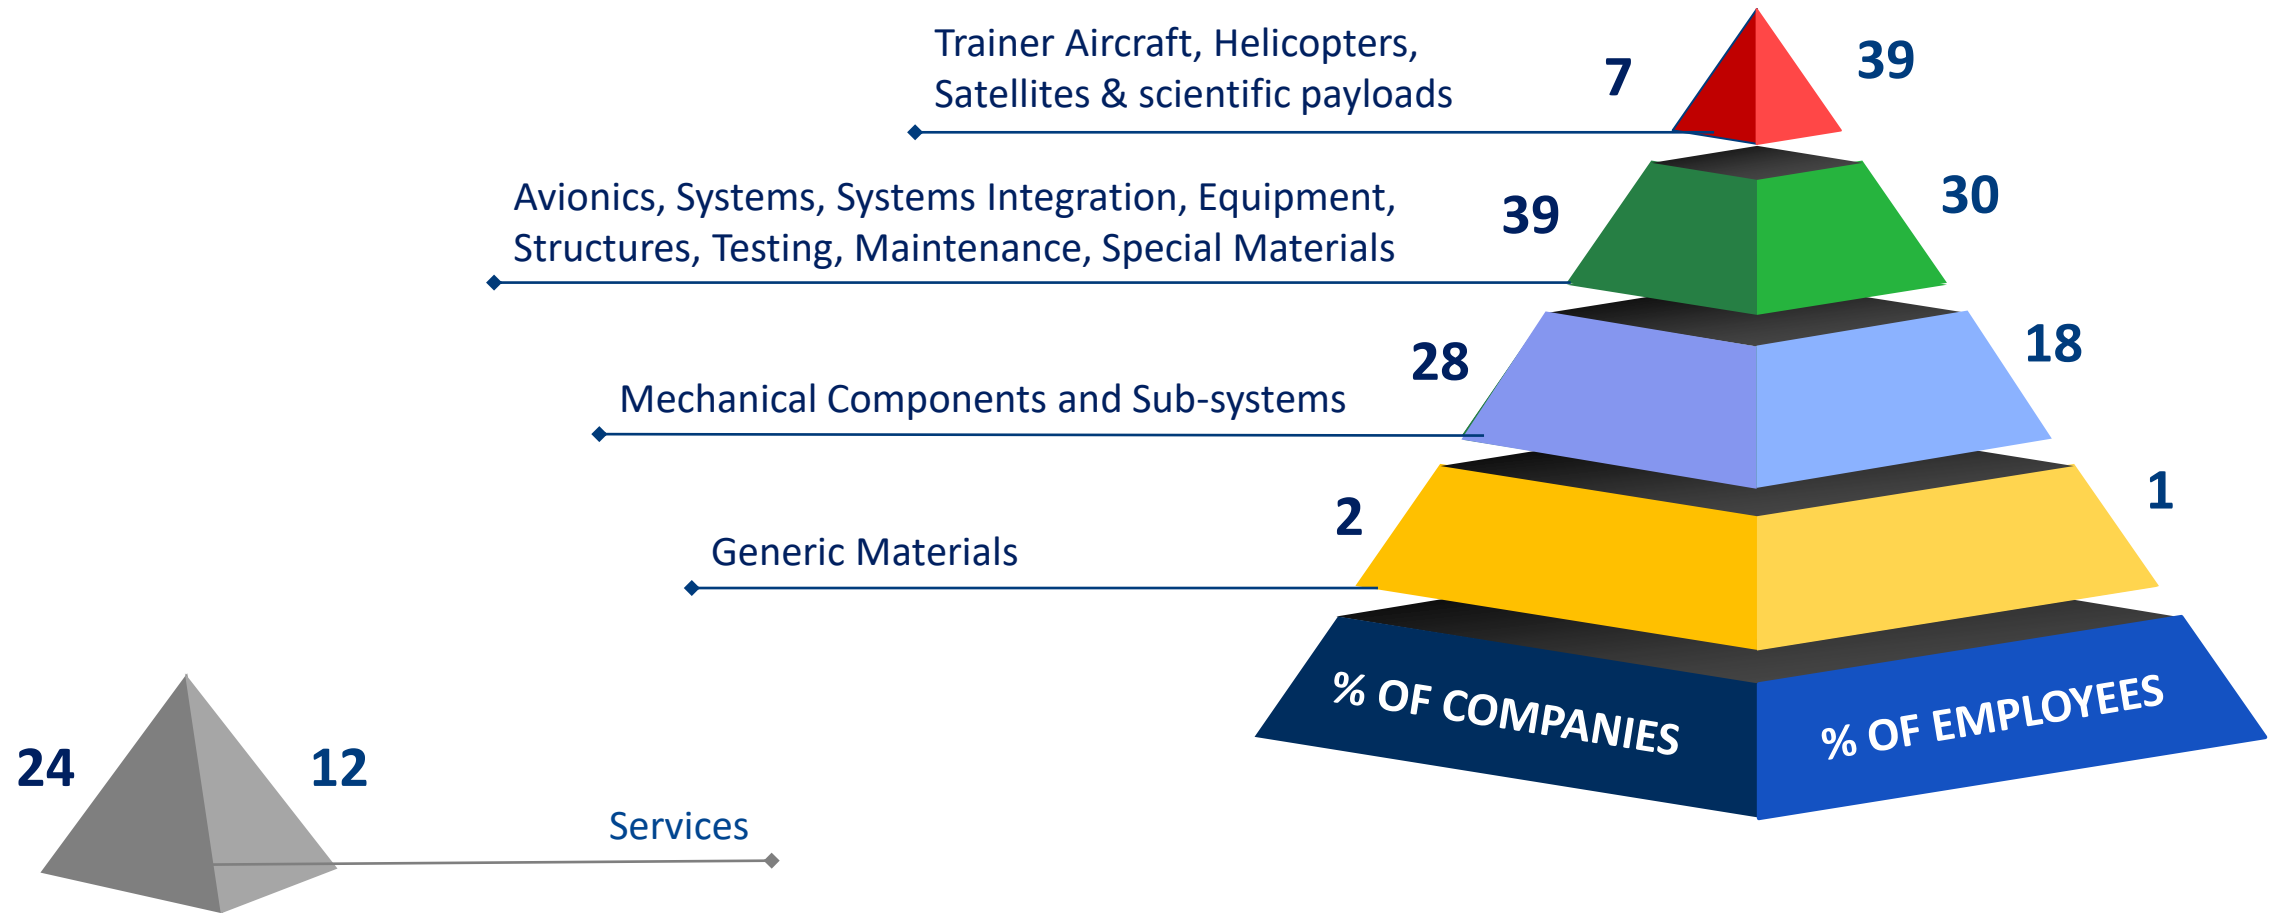 Trainer Aircraft, Helicopters,
Satellites & scientific payloads
7
39
Avionics, Systems, Systems Integration, Equipment,
Structures, Testing, Maintenance, Special Materials
39
30
Mechanical Components and Sub-systems
28
18
Generic Materials
2
1
% OF COMPANIES
% OF EMPLOYEES
24
12
Services